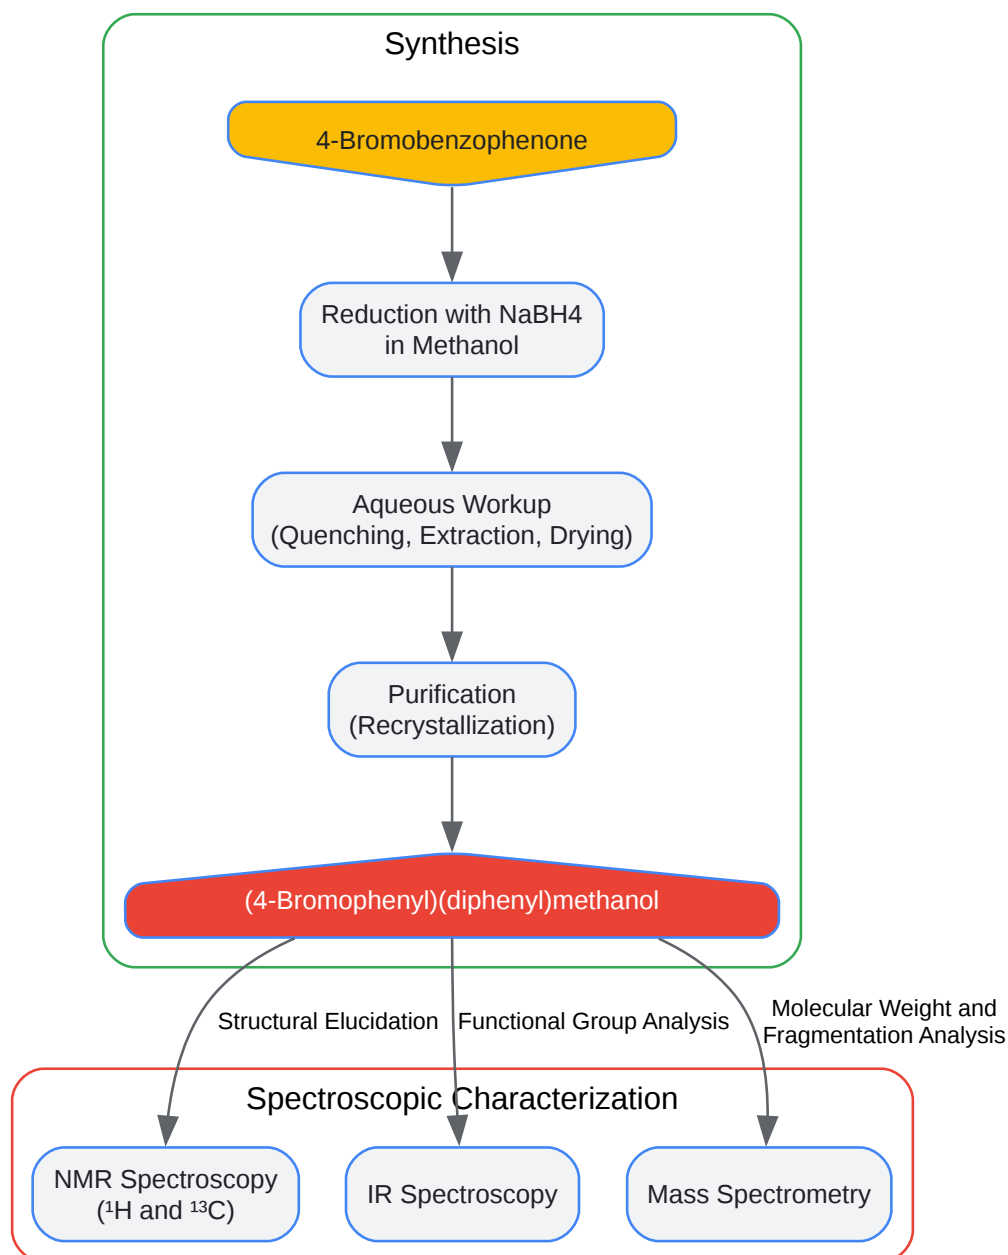 Synthesis
4-Bromobenzophenone
Reduction with NaBH4
in Methanol
Aqueous Workup
(Quenching, Extraction, Drying)
Purification
(Recrystallization)
(4-Bromophenyl)(diphenyl)methanol
Structural Elucidation
Functional Group Analysis
Molecular Weight and
Fragmentation Analysis
Spectroscopic Characterization
NMR Spectroscopy
(¹H and ¹³C)
IR Spectroscopy
Mass Spectrometry